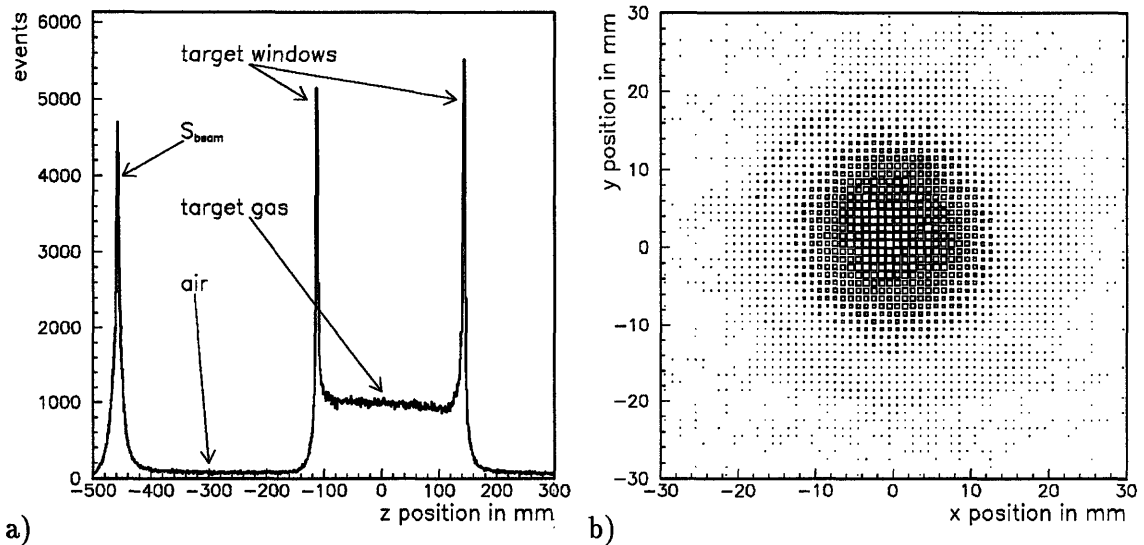 6000
5000
4000
3000
2000
1000
0
events
target windows
S_beam
target gas
air
−500 −400 −300 −200 −100 0 100 200 300
z position in mm
a)
30
20
10
0
−10
−20
−30
y position in mm
−30 −20 −10 0 10 20 30
x position in mm
b)